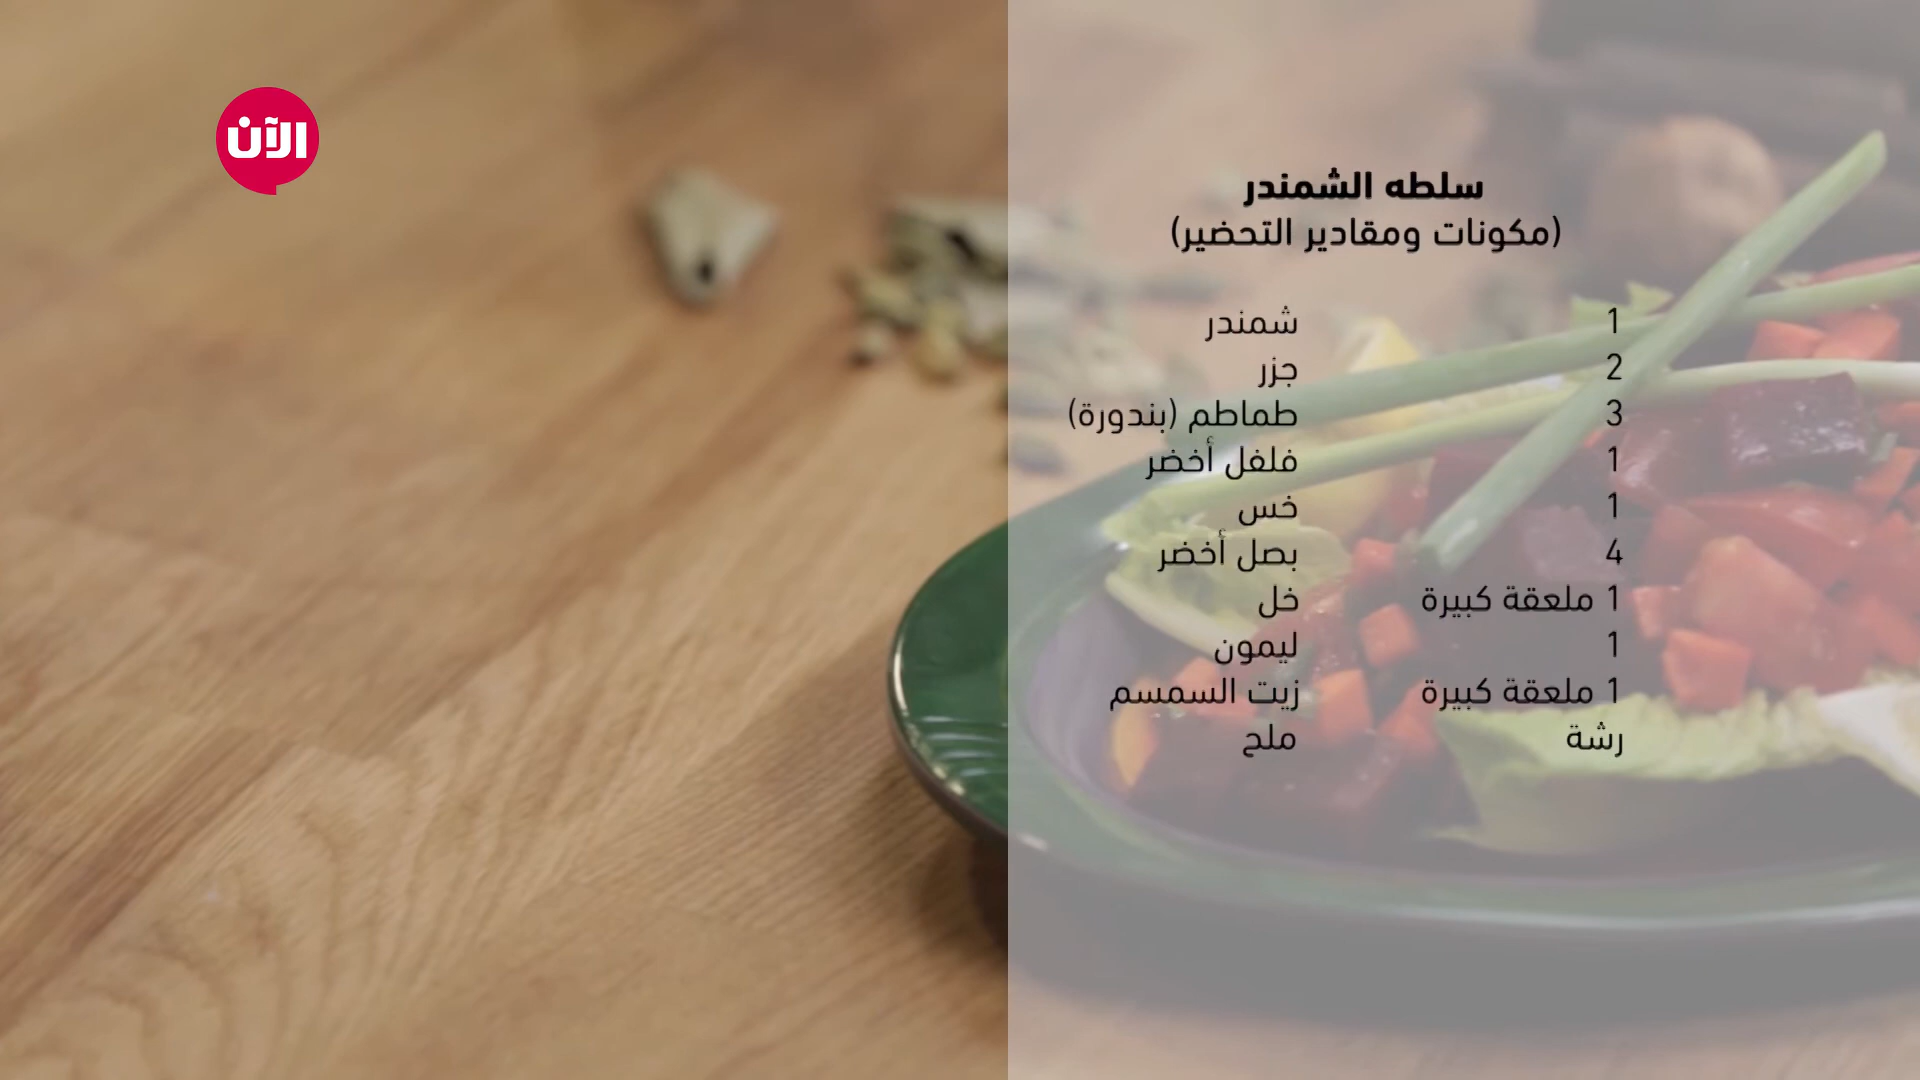 الآن
سلطه الشمندر
(مكونات ومقادير التحضير)
1 شمندر
2 جزر
3 طماطم (بندورة)
1 فلفل أخضر
1 خس
4 بصل أخضر
1 ملعقة كبيرة خل
1 ليمون
1 ملعقة كبيرة زيت السمسم
رشة ملح